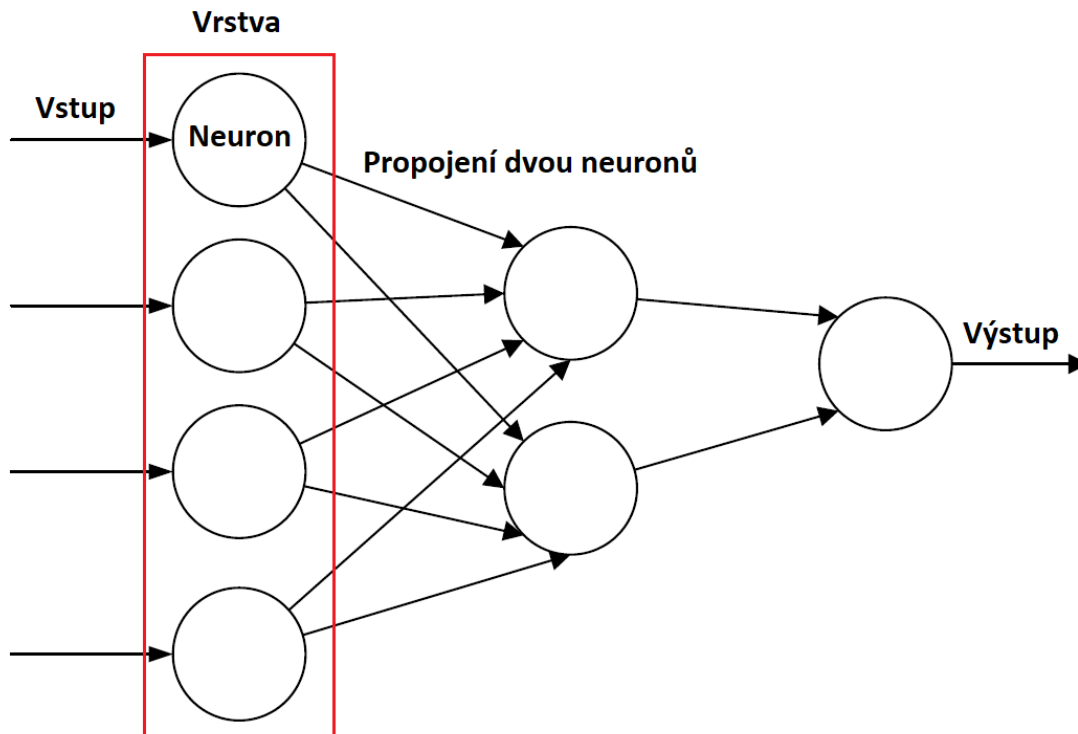 Vrstva
Vstup
Neuron
Propojení dvou neuronů
Výstup